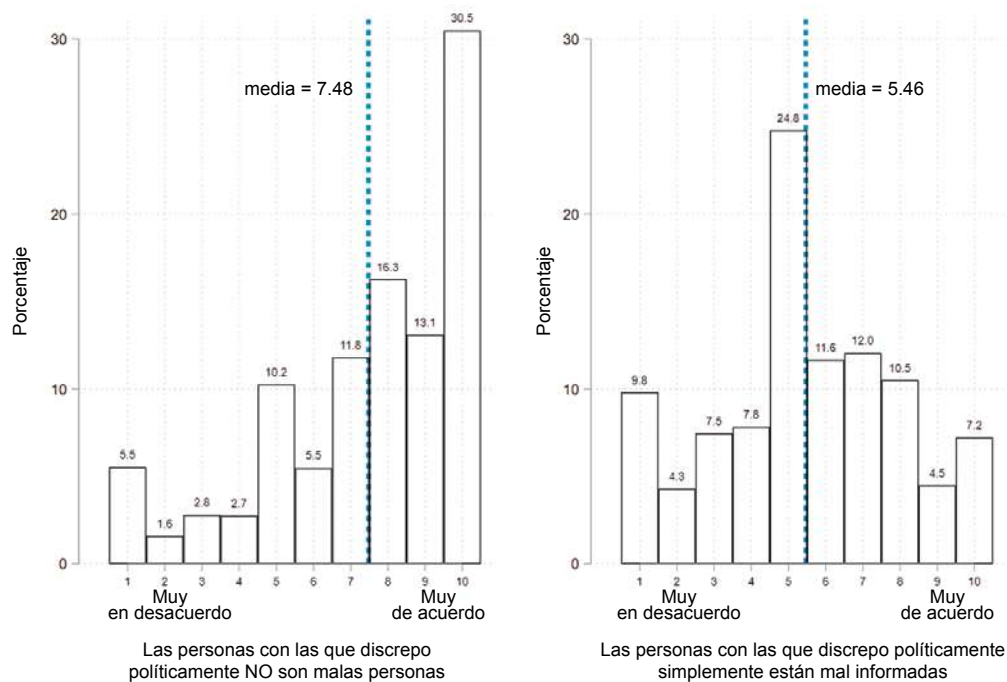 30.5
30
media = 7.48
20
16.3
13.1
11.8
10.2
10
5.5
5.5
2.8
2.7
1.6
0
Porcentaje
1 2 3 4 5 6 7 8 9 10
Muy
en desacuerdo
Muy
de acuerdo
Las personas con las que discrepo
políticamente NO son malas personas
30
media = 5.46
24.8
20
12.0
11.6
10.5
10
9.8
7.8
7.5
7.2
4.5
4.3
0
Porcentaje
1 2 3 4 5 6 7 8 9 10
Muy
en desacuerdo
Muy
de acuerdo
Las personas con las que discrepo políticamente
simplemente están mal informadas